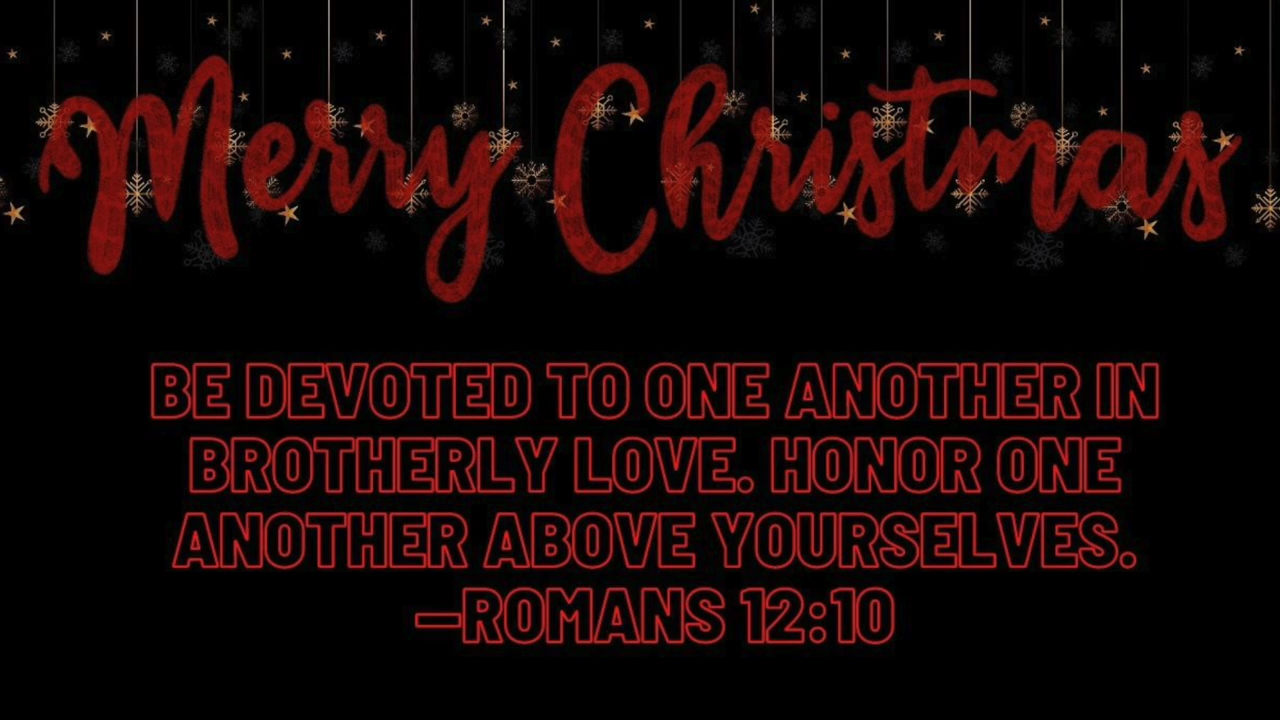 Merry Christmas
BE DEVOTED TO ONE ANOTHER IN
BROTHERLY LOVE. HONOR ONE
ANOTHER ABOVE YOURSELVES.
—ROMANS 12:10